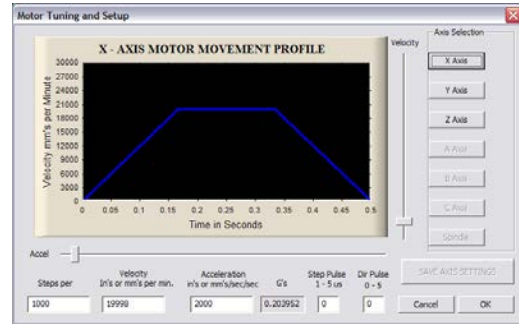 Motor Tuning and Setup
X - AXIS MOTOR MOVEMENT PROFILE
Velocity mm's per Minute
30000
27000
24000
21000
18000
15000
12000
9000
6000
3000
0
0 0.05 0.1 0.15 0.2 0.25 0.3 0.35 0.4 0.45 0.5
Time in Seconds
Velocity
Axis Selection
X Axis
Y Axis
Z Axis
A Axis
B Axis
C Axis
Spindle
Accel
Steps per
Velocity
In's or mm's per min.
Acceleration
in's or mm's/sec/sec
G's
Step Pulse
1 - 5 us
Dir Pulse
0 - 5
1000 19998 2000 0.203952 0 0
SAVE AXIS SETTINGS
Cancel OK